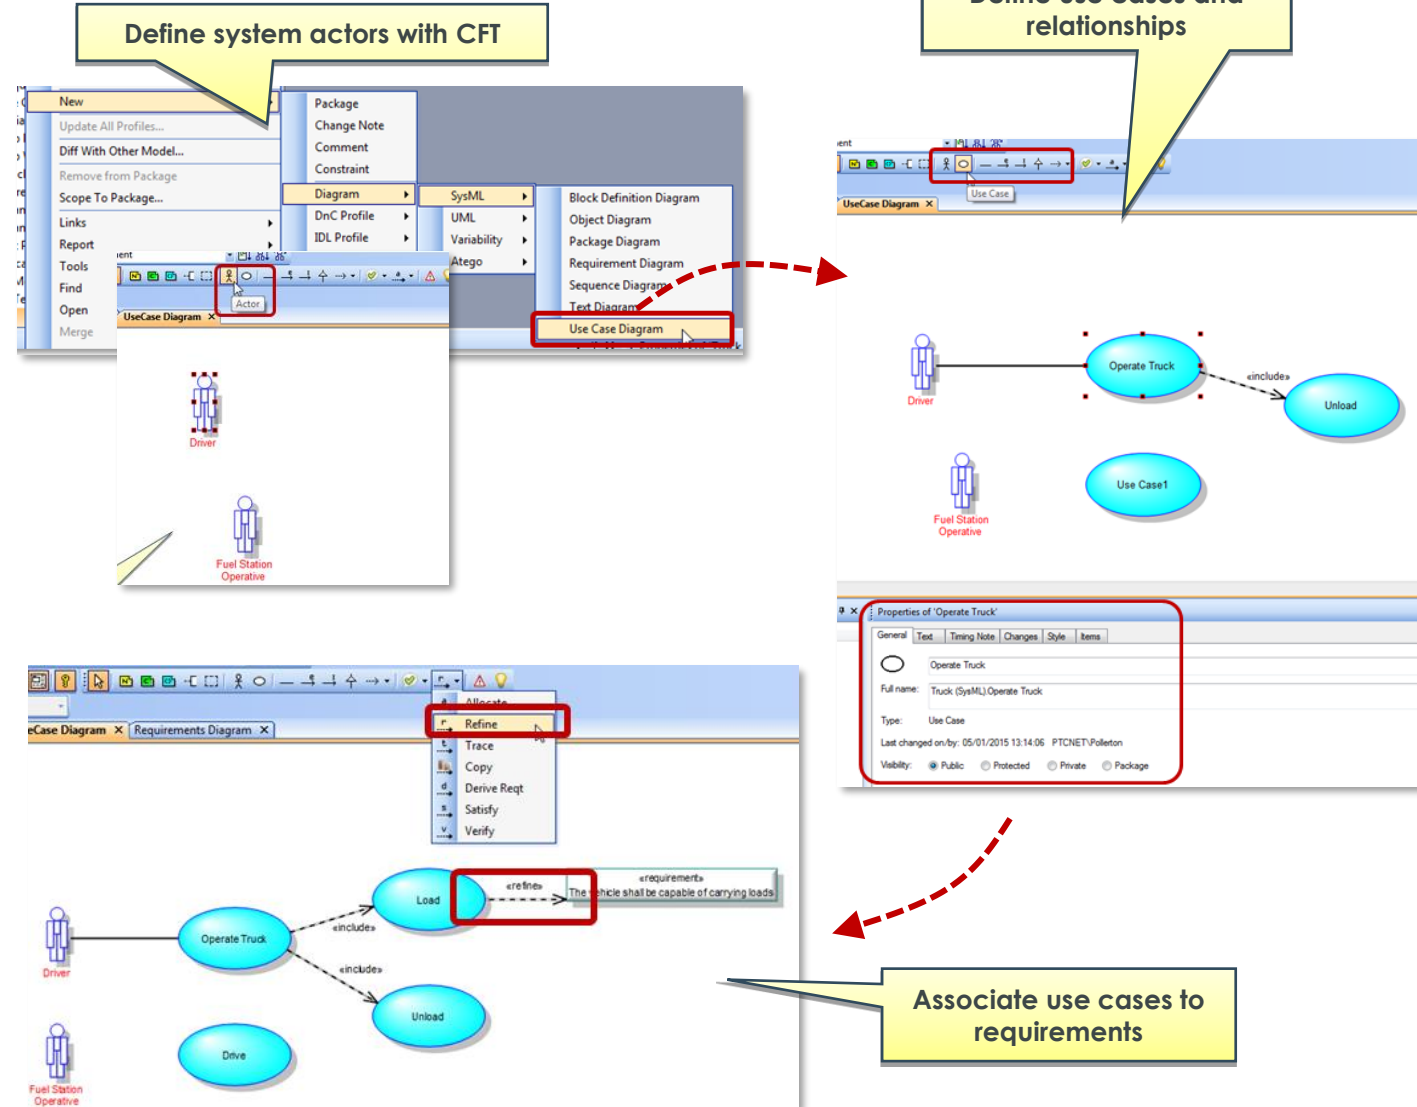 Define system actors with CFT
relationships
New
Update All Profiles...
Diff With Other Model...
Remove from Package
Scope To Package...
Links
Report
Tools
Find
Open
Merge
Package
Change Note
Comment
Constraint
Diagram
DnC Profile
IDL Profile
SysML
UML
Variability
Atego
Block Definition Diagram
Object Diagram
Package Diagram
Requirement Diagram
Sequence Diagram
Text Diagram
Use Case Diagram
Actor
UseCase Diagram
Driver
Fuel Station
Operative
Use Case
UseCase Diagram
Driver
Operate Truck
«include»
Unload
Fuel Station
Operative
Use Case1
Properties of 'Operate Truck'
General Text Timing Note Changes Style Items
Operate Truck
Full name: Truck (SysML).Operate Truck
Type: Use Case
Last changed on/by: 05/01/2015 13:14:06 PTCNET\Pollerton
Visibility: Public Protected Private Package
eCase Diagram Requirements Diagram
Allocate
Refine
Trace
Copy
Derive Reqt
Satisfy
Verify
Driver
Operate Truck
«include»
Load
«refine»
«requirement»
The vehicle shall be capable of carrying loads
«include»
Unload
Drive
Fuel Station
Operative
Associate use cases to
requirements